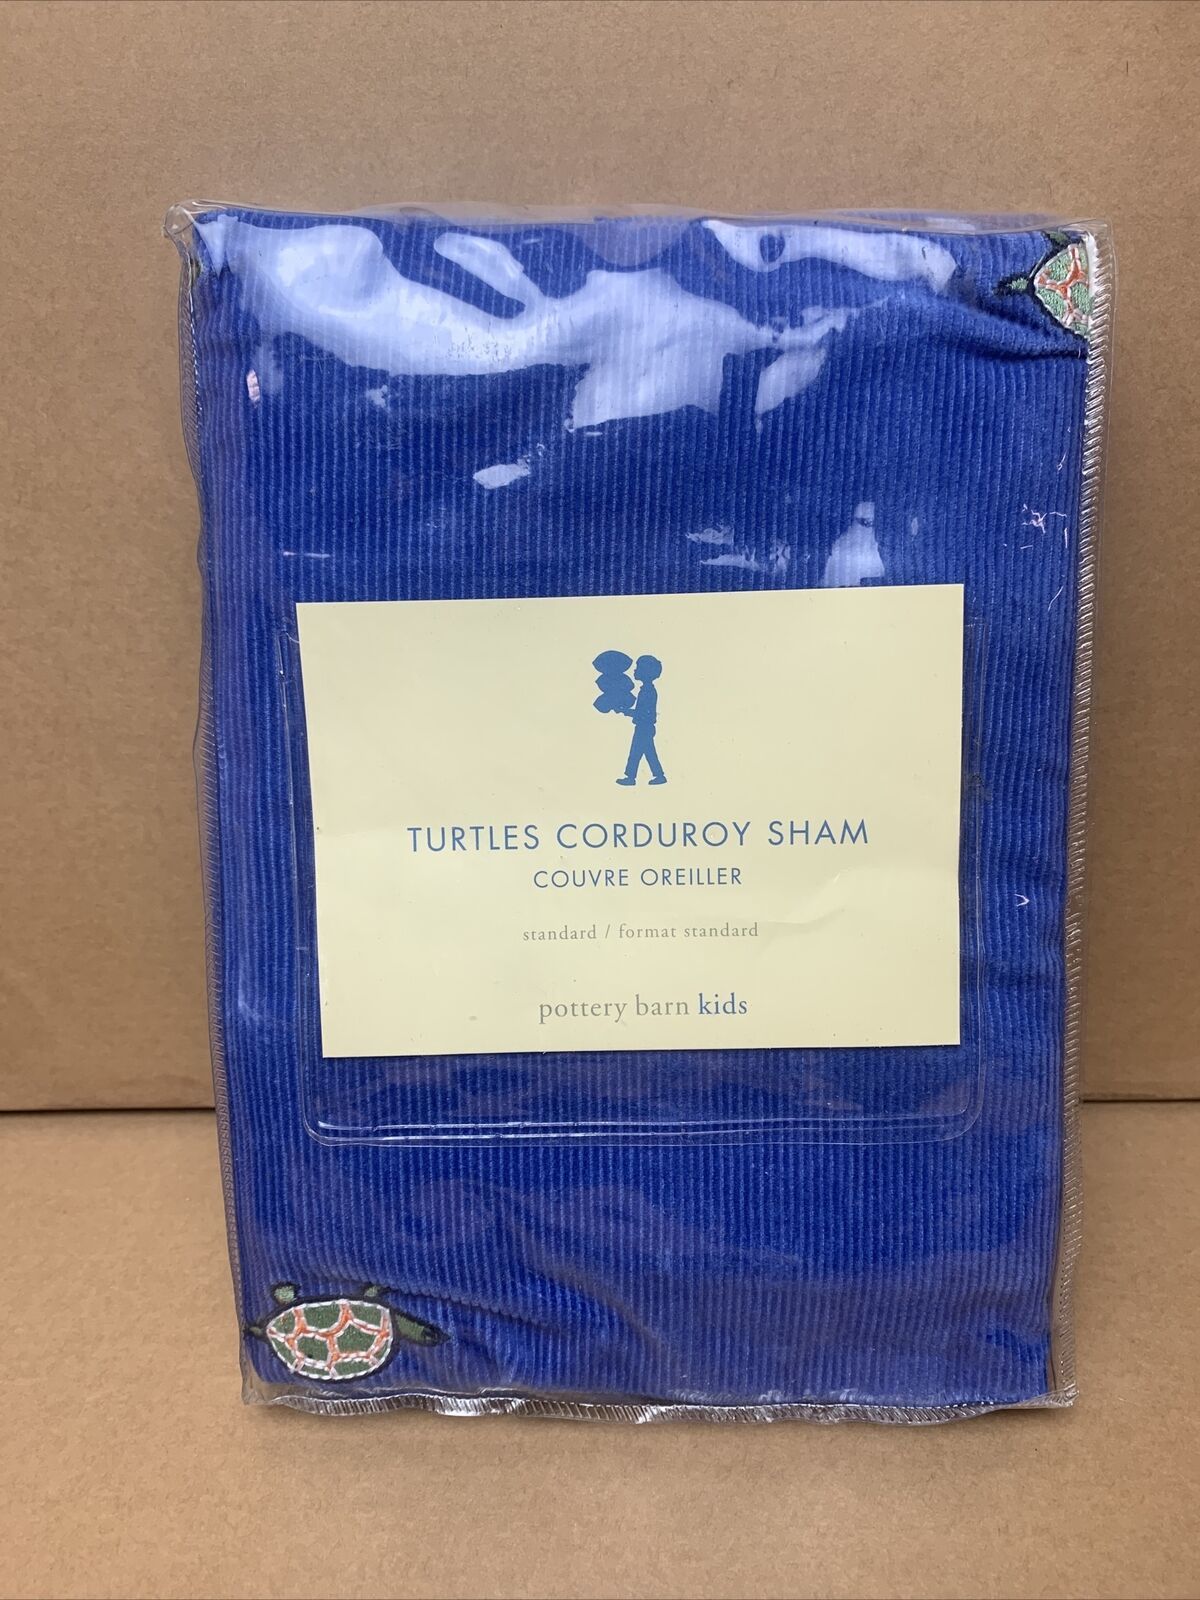 TURTLES CORDUROY SHAM
COUVRE OREILLER
standard / format standard
pottery barn kids